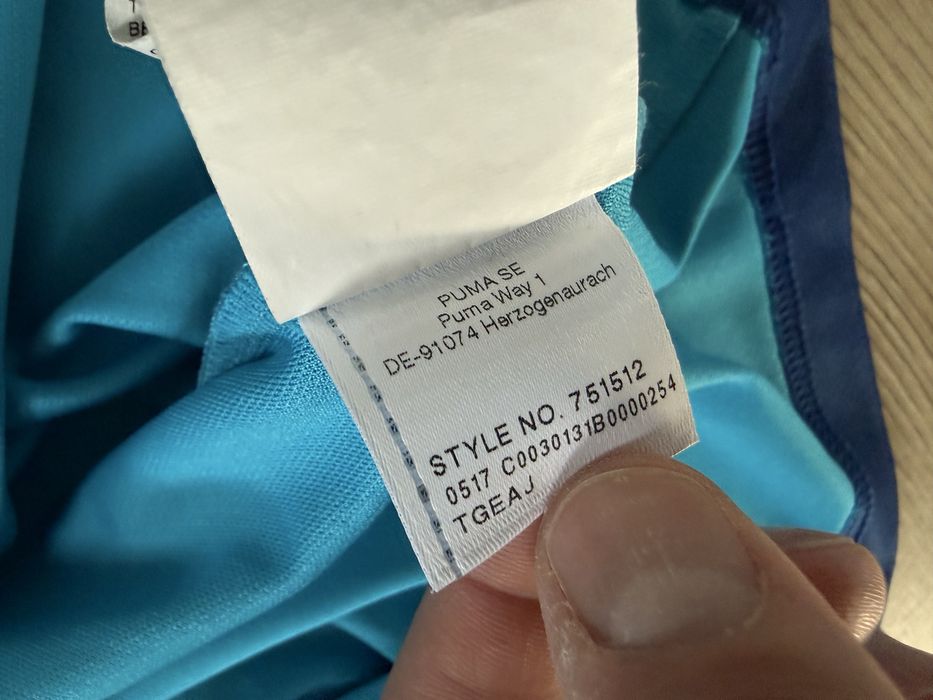 PUMA SE
Puma Way 1
DE-91074 Herzogenaurach
STYLE NO. 751512
0517 C0030131B0000254
TGEAJ